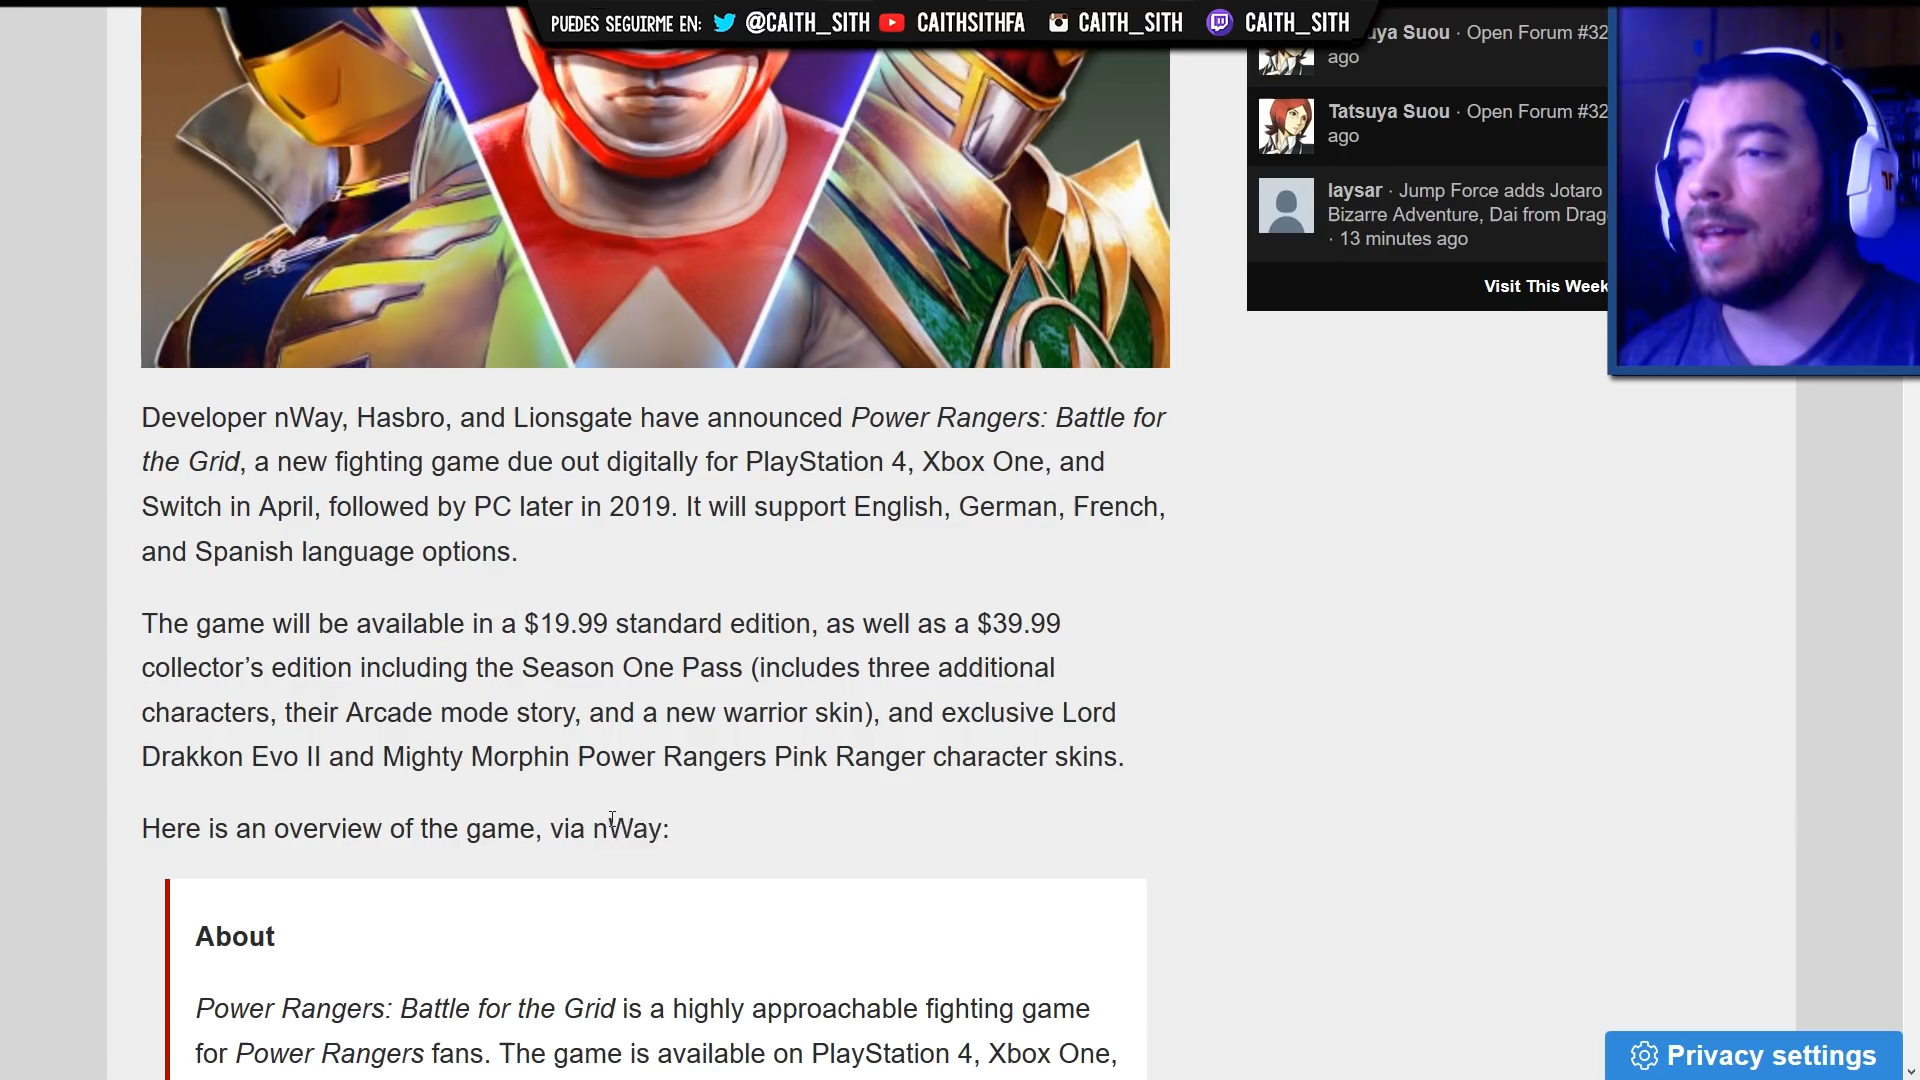 PUEDES SEGUIRME EN: @CAITH_SITH CAITHSITHFA CAITH_SITH CAITH_SITH
Suou · Open Forum #32
ago
Tatsuya Suou · Open Forum #32
ago
laysar · Jump Force adds Jotaro
Bizarre Adventure, Dai from Drag
· 13 minutes ago
Visit This Week
Developer nWay, Hasbro, and Lionsgate have announced Power Rangers: Battle for
the Grid, a new fighting game due out digitally for PlayStation 4, Xbox One, and
Switch in April, followed by PC later in 2019. It will support English, German, French,
and Spanish language options.
The game will be available in a $19.99 standard edition, as well as a $39.99
collector’s edition including the Season One Pass (includes three additional
characters, their Arcade mode story, and a new warrior skin), and exclusive Lord
Drakkon Evo II and Mighty Morphin Power Rangers Pink Ranger character skins.
Here is an overview of the game, via nWay:
About
Power Rangers: Battle for the Grid is a highly approachable fighting game
for Power Rangers fans. The game is available on PlayStation 4, Xbox One,
Privacy settings